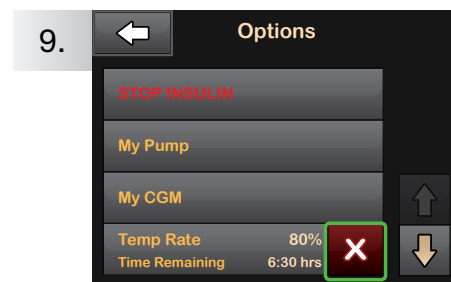 9.
Options
STOP INSULIN
My Pump
My CGM
Temp Rate 80%
Time Remaining 6:30 hrs
X